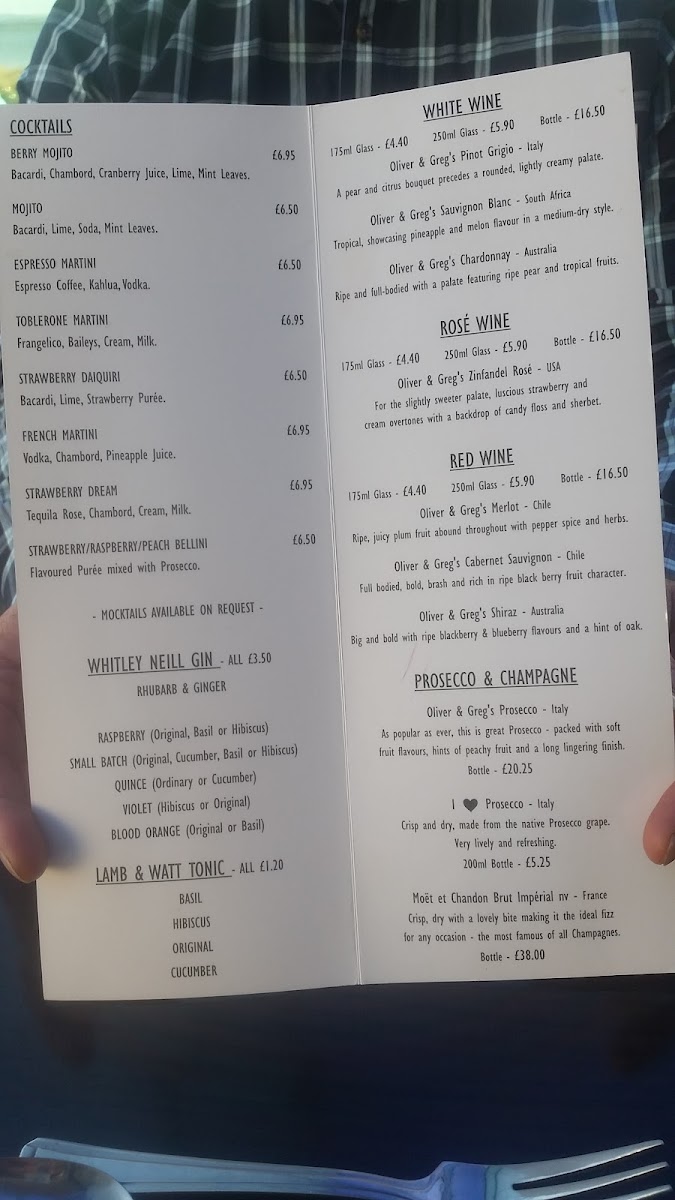 COCKTAILS
BERRY MOJITO £6.95
Bacardi, Chambord, Cranberry Juice, Lime, Mint Leaves.
MOJITO £6.50
Bacardi, Lime, Soda, Mint Leaves.
ESPRESSO MARTINI £6.50
Espresso Coffee, Kahlua, Vodka.
TOBLERONE MARTINI £6.95
Frangelico, Baileys, Cream, Milk.
STRAWBERRY DAIQUIRI £6.50
Bacardi, Lime, Strawberry Purée.
FRENCH MARTINI £6.95
Vodka, Chambord, Pineapple Juice.
STRAWBERRY DREAM £6.95
Tequila Rose, Chambord, Cream, Milk.
STRAWBERRY/RASPBERRY/PEACH BELLINI £6.50
Flavoured Purée mixed with Prosecco.
- MOCKTAILS AVAILABLE ON REQUEST -
WHITLEY NEILL GIN - ALL £3.50
RHUBARB & GINGER
RASPBERRY (Original, Basil or Hibiscus)
SMALL BATCH (Original, Cucumber, Basil or Hibiscus)
QUINCE (Ordinary or Cucumber)
VIOLET (Hibiscus or Original)
BLOOD ORANGE (Original or Basil)
LAMB & WATT TONIC - ALL £1.20
BASIL
HIBISCUS
ORIGINAL
CUCUMBER
WHITE WINE
175ml Glass - £4.40 250ml Glass - £5.90 Bottle - £16.50
Oliver & Greg's Pinot Grigio - Italy
A pear and citrus bouquet precedes a rounded, lightly creamy palate.
Oliver & Greg's Sauvignon Blanc - South Africa
Tropical, showcasing pineapple and melon flavour in a medium-dry style.
Oliver & Greg's Chardonnay - Australia
Ripe and full-bodied with a palate featuring ripe pear and tropical fruits.
ROSÉ WINE
175ml Glass - £4.40 250ml Glass - £5.90 Bottle - £16.50
Oliver & Greg's Zinfandel Rosé - USA
For the slightly sweeter palate, luscious strawberry and
cream overtones with a backdrop of candy floss and sherbet.
RED WINE
175ml Glass - £4.40 250ml Glass - £5.90 Bottle - £16.50
Oliver & Greg's Merlot - Chile
Ripe, juicy plum fruit abound throughout with pepper spice and herbs.
Oliver & Greg's Cabernet Sauvignon - Chile
Full bodied, bold, brash and rich in ripe black berry fruit character.
Oliver & Greg's Shiraz - Australia
Big and bold with ripe blackberry & blueberry flavours and a hint of oak.
PROSECCO & CHAMPAGNE
Oliver & Greg's Prosecco - Italy
As popular as ever, this is great Prosecco - packed with soft
fruit flavours, hints of peachy fruit and a long lingering finish.
Bottle - £20.25
I ♥ Prosecco - Italy
Crisp and dry, made from the native Prosecco grape.
Very lively and refreshing.
200ml Bottle - £5.25
Moët et Chandon Brut Impérial nv - France
Crisp, dry with a lovely bite making it the ideal fizz
for any occasion - the most famous of all Champagnes.
Bottle - £38.00